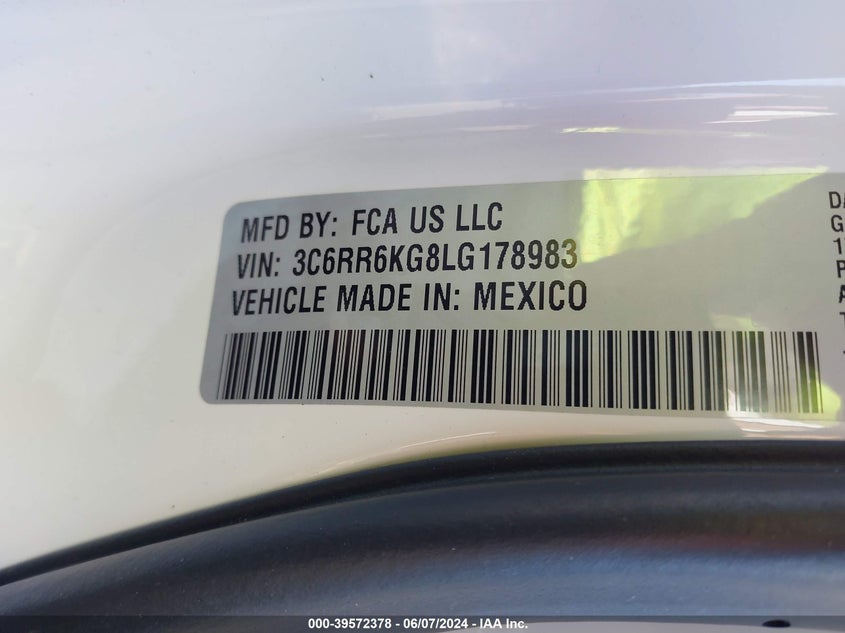 MFD BY: FCA US LLC
VIN: 3C6RR6KG8LG178983
VEHICLE MADE IN: MEXICO
000-39572378 - 06/07/2024 - IAA Inc.